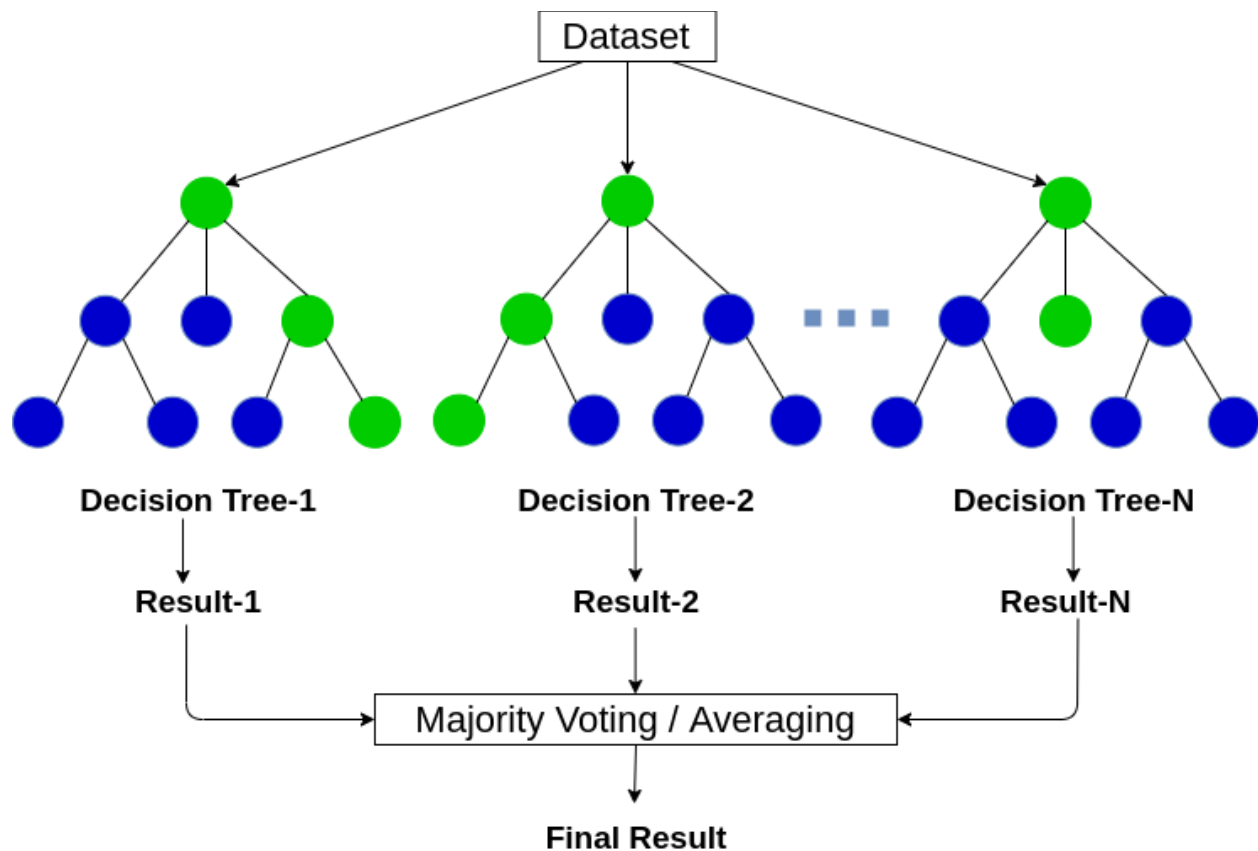 Dataset
Decision Tree-1
Decision Tree-2
Decision Tree-N
Result-1
Result-2
Result-N
Majority Voting / Averaging
Final Result